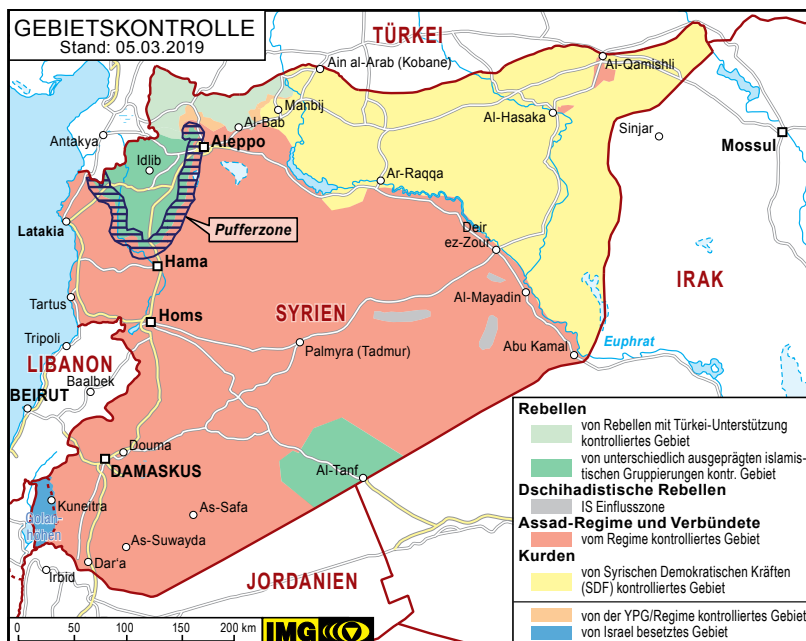 GEBIETSKONTROLLE
Stand: 05.03.2019
TÜRKEI
Ain al-Arab (Kobane)
Al-Qamishli
Manbij
Al-Bab
Al-Hasaka
Antakya
Sinjar
Mossul
Aleppo
Idlib
Ar-Raqqa
Latakia
Pufferzone
Deir
ez-Zour
Hama
IRAK
Tartus
Al-Mayadin
SYRIEN
Homs
Tripoli
Euphrat
Palmyra (Tadmur)
Abu Kamal
LIBANON
Baalbek
BEIRUT
Douma
DAMASKUS
Al-Tanf
Kuneitra
As-Safa
Golan-
höhen
As-Suwayda
Dar'a
Irbid
JORDANIEN
0 50 100 150 200 km
IMG
Rebellen
von Rebellen mit Türkei-Unterstützung
kontrolliertes Gebiet
von unterschiedlich ausgeprägten islamis-
tischen Gruppierungen kontr. Gebiet
Dschihadistische Rebellen
IS Einflusszone
Assad-Regime und Verbündete
vom Regime kontrolliertes Gebiet
Kurden
von Syrischen Demokratischen Kräften
(SDF) kontrolliertes Gebiet
von der YPG/Regime kontrolliertes Gebiet
von Israel besetztes Gebiet